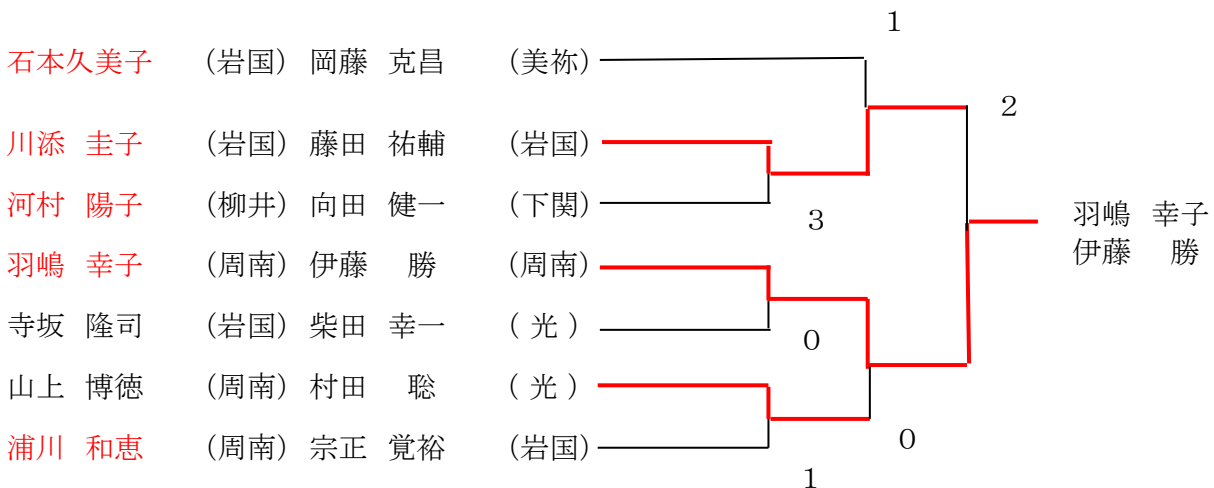 1
石本久美子 (岩国) 岡藤 克昌 (美祢)
2
川添 圭子 (岩国) 藤田 祐輔 (岩国)
河村 陽子 (柳井) 向田 健一 (下関)
3
羽嶋 幸子
伊藤 勝
羽嶋 幸子 (周南) 伊藤 勝 (周南)
寺坂 隆司 (岩国) 柴田 幸一 (光)
0
山上 博徳 (周南) 村田 聡 (光)
0
浦川 和恵 (周南) 宗正 覚裕 (岩国)
1